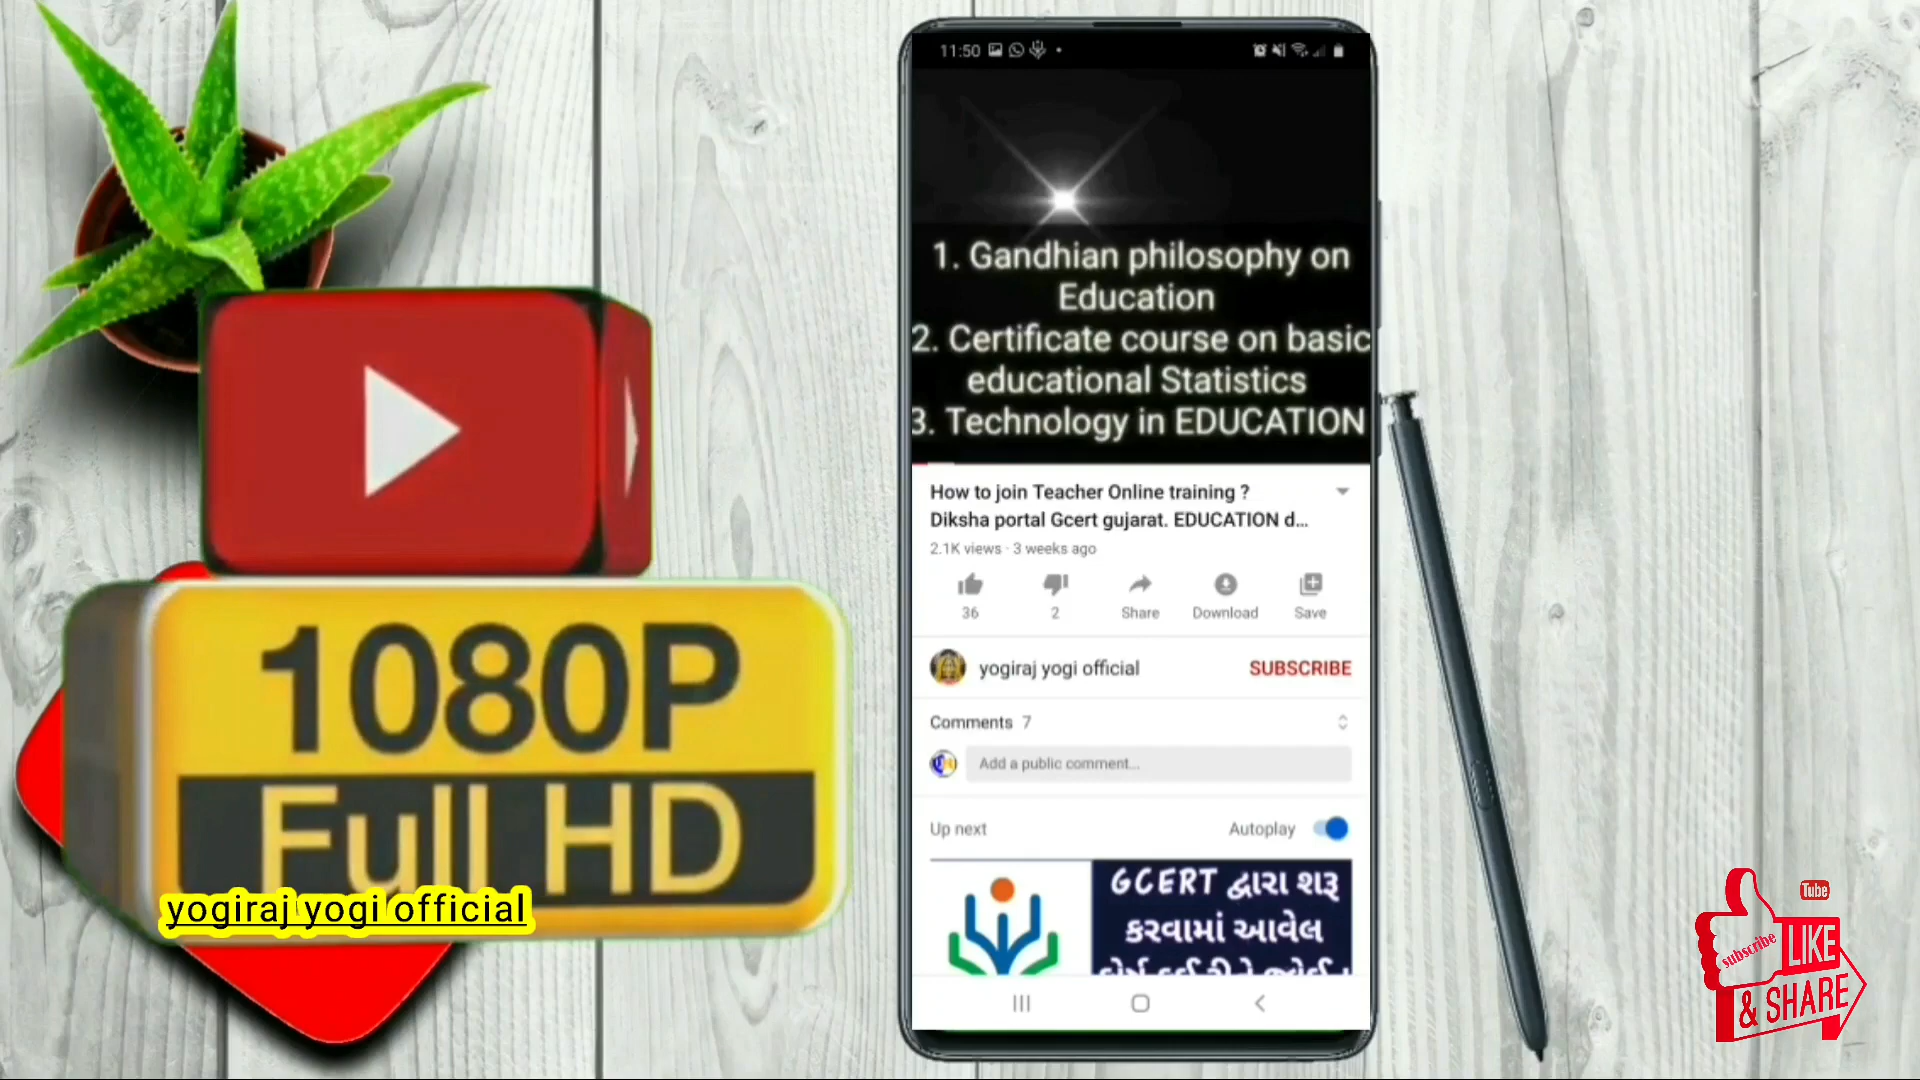 11:50
1. Gandhian philosophy on
Education
2. Certificate course on basic
educational Statistics
3. Technology in EDUCATION
How to join Teacher Online training ?
Diksha portal Gcert gujarat. EDUCATION d...
2.1K views · 3 weeks ago
36
2
Share
Download
Save
yogiraj yogi official
SUBSCRIBE
Comments 7
Add a public comment...
Up next
Autoplay
GCERT દ્વારા શરૂ
કરવામાં આવેલ
1080P
Full HD
yogiraj yogi official
Tube
subscribe
LIKE
& SHARE